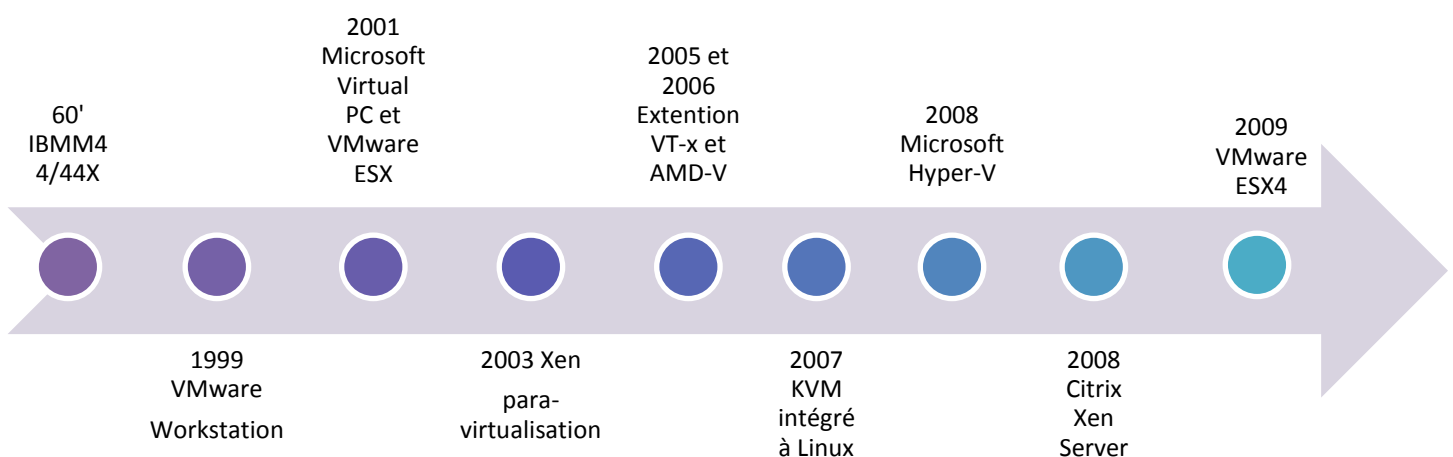 60'
IBMM4
4/44X
1999
VMware
Workstation
2001
Microsoft
Virtual
PC et
VMware
ESX
2003 Xen
para-
virtualisation
2005 et
2006
Extention
VT-x et
AMD-V
2007
KVM
intégré
à Linux
2008
Microsoft
Hyper-V
2008
Citrix
Xen
Server
2009
VMware
ESX4